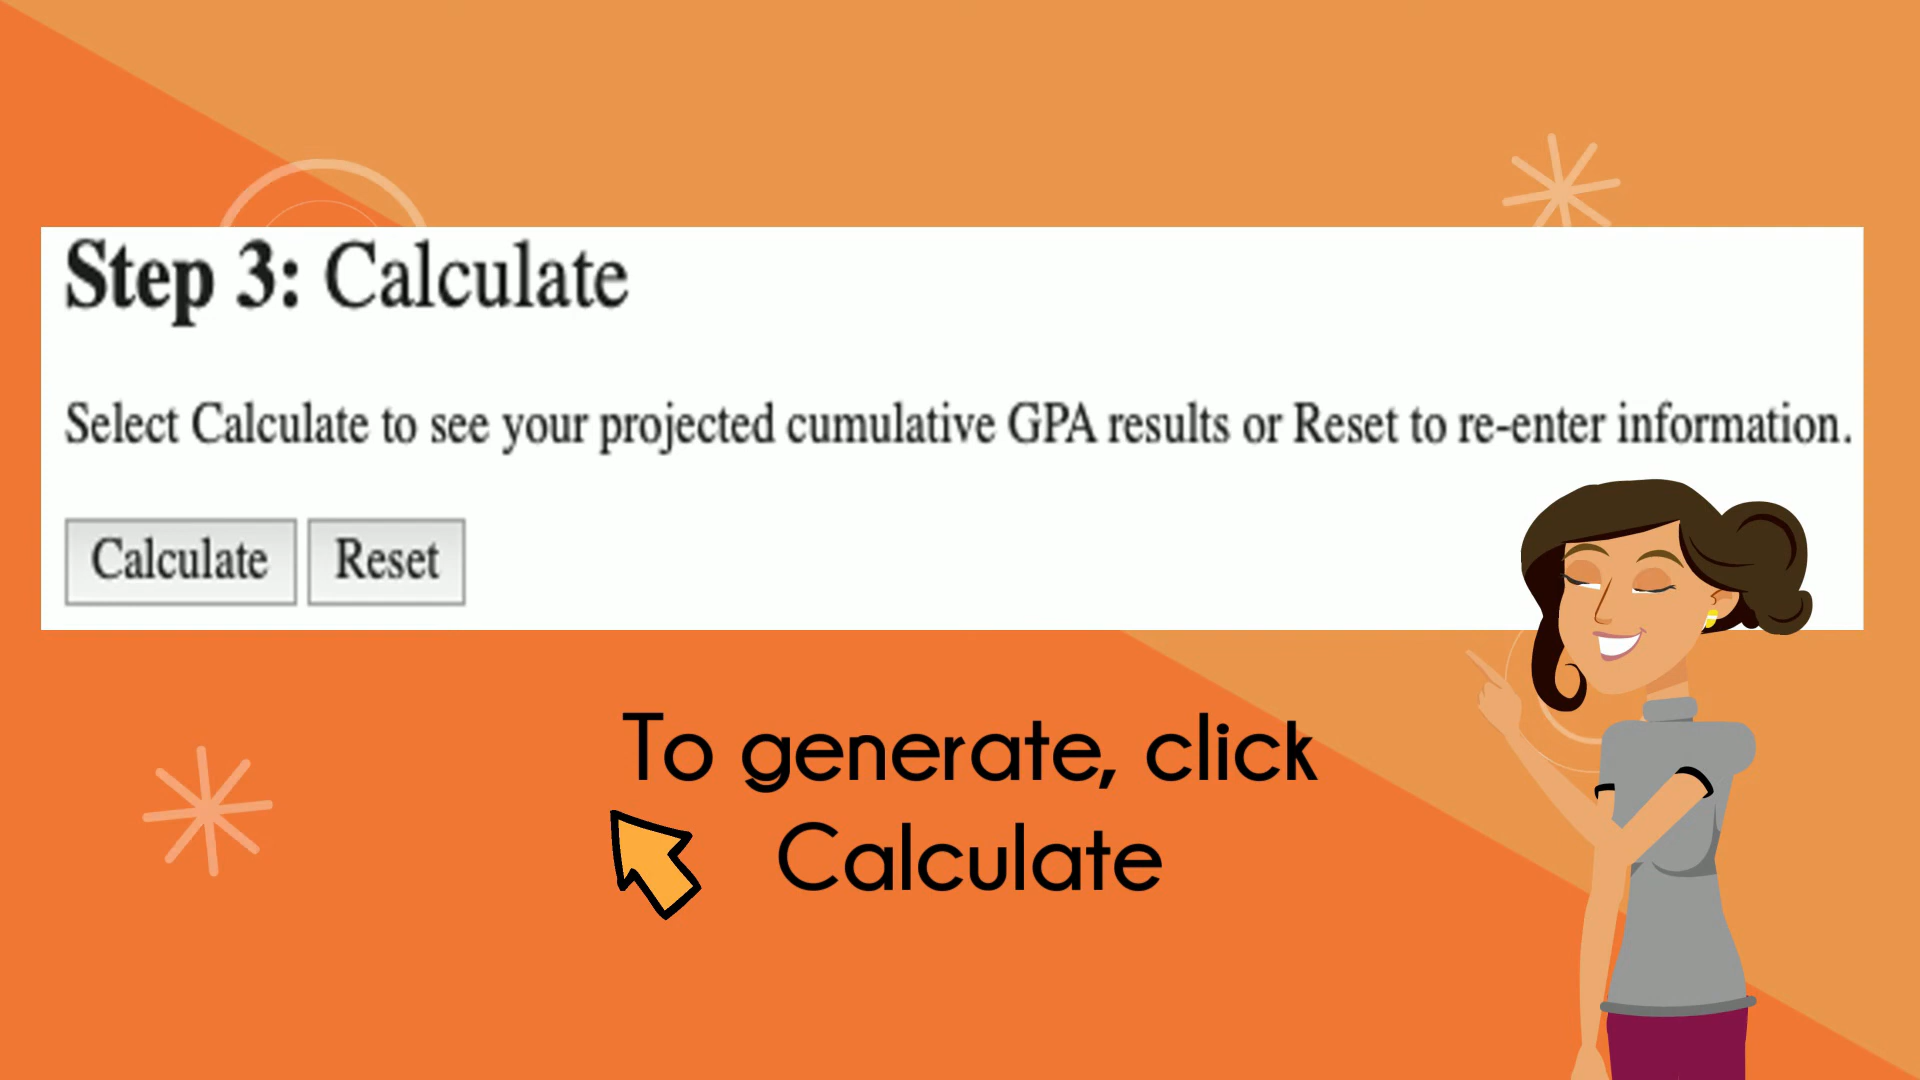 Step 3: Calculate
Select Calculate to see your projected cumulative GPA results or Reset to re-enter information.
Calculate Reset
To generate, click
Calculate